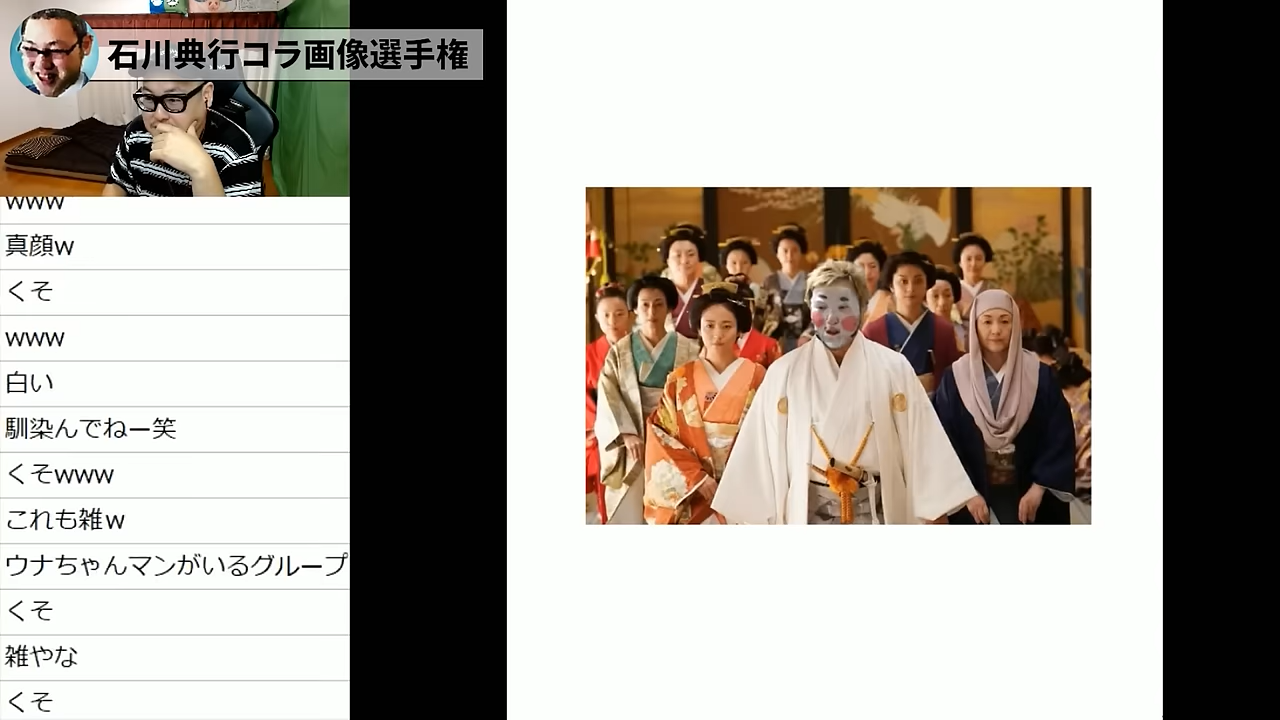 石川典行コラ画像選手権
www
真顔w
くそ
www
白い
馴染んでねー笑
くそwww
これも雑w
ウナちゃんマンがいるグループ
くそ
雑やな
くそ